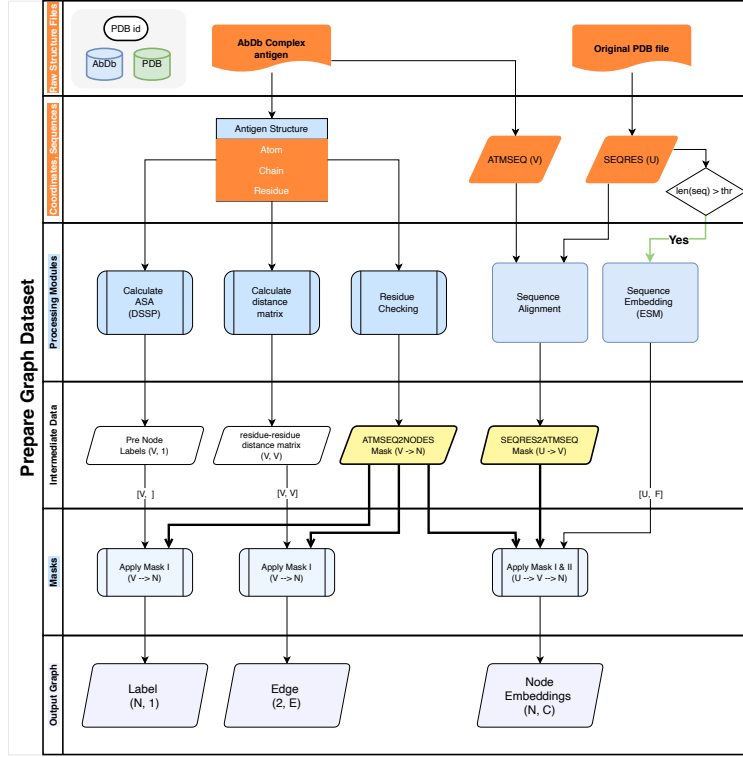 Prepare Graph Dataset
Raw Structure Files
PDB id
AbDb
PDB
AbDb Complex
antigen
Original PDB file
Coordinates, Sequences
Antigen Structure
Atom
Chain
Residue
ATMSEQ (V)
SEQRES (U)
len(seq) > thr
Yes
Processing Modules
Calculate
ASA
(DSSP)
Calculate
distance
matrix
Residue
Checking
Sequence
Alignment
Sequence
Embedding
(ESM)
Intermediate Data
Pre Node
Labels (V, 1)
residue-residue
distance matrix
(V, V)
ATMSEQ2NODES
Mask (V -> N)
SEQRES2ATMSEQ
Mask (U -> V)
[V, ]
[V, V]
[U, F]
Masks
Apply Mask I
(V --> N)
Apply Mask I
(V --> N)
Apply Mask I & II
(U --> V --> N)
Output Graph
Label
(N, 1)
Edge
(2, E)
Node
Embeddings
(N, C)